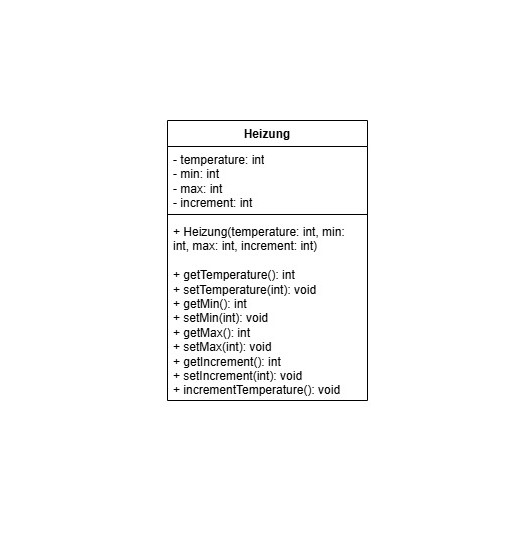 Heizung
- temperature: int
- min: int
- max: int
- increment: int
+ Heizung(temperature: int, min:
int, max: int, increment: int)
+ getTemperature(): int
+ setTemperature(int): void
+ getMin(): int
+ setMin(int): void
+ getMax(): int
+ setMax(int): void
+ getIncrement(): int
+ setIncrement(int): void
+ incrementTemperature(): void